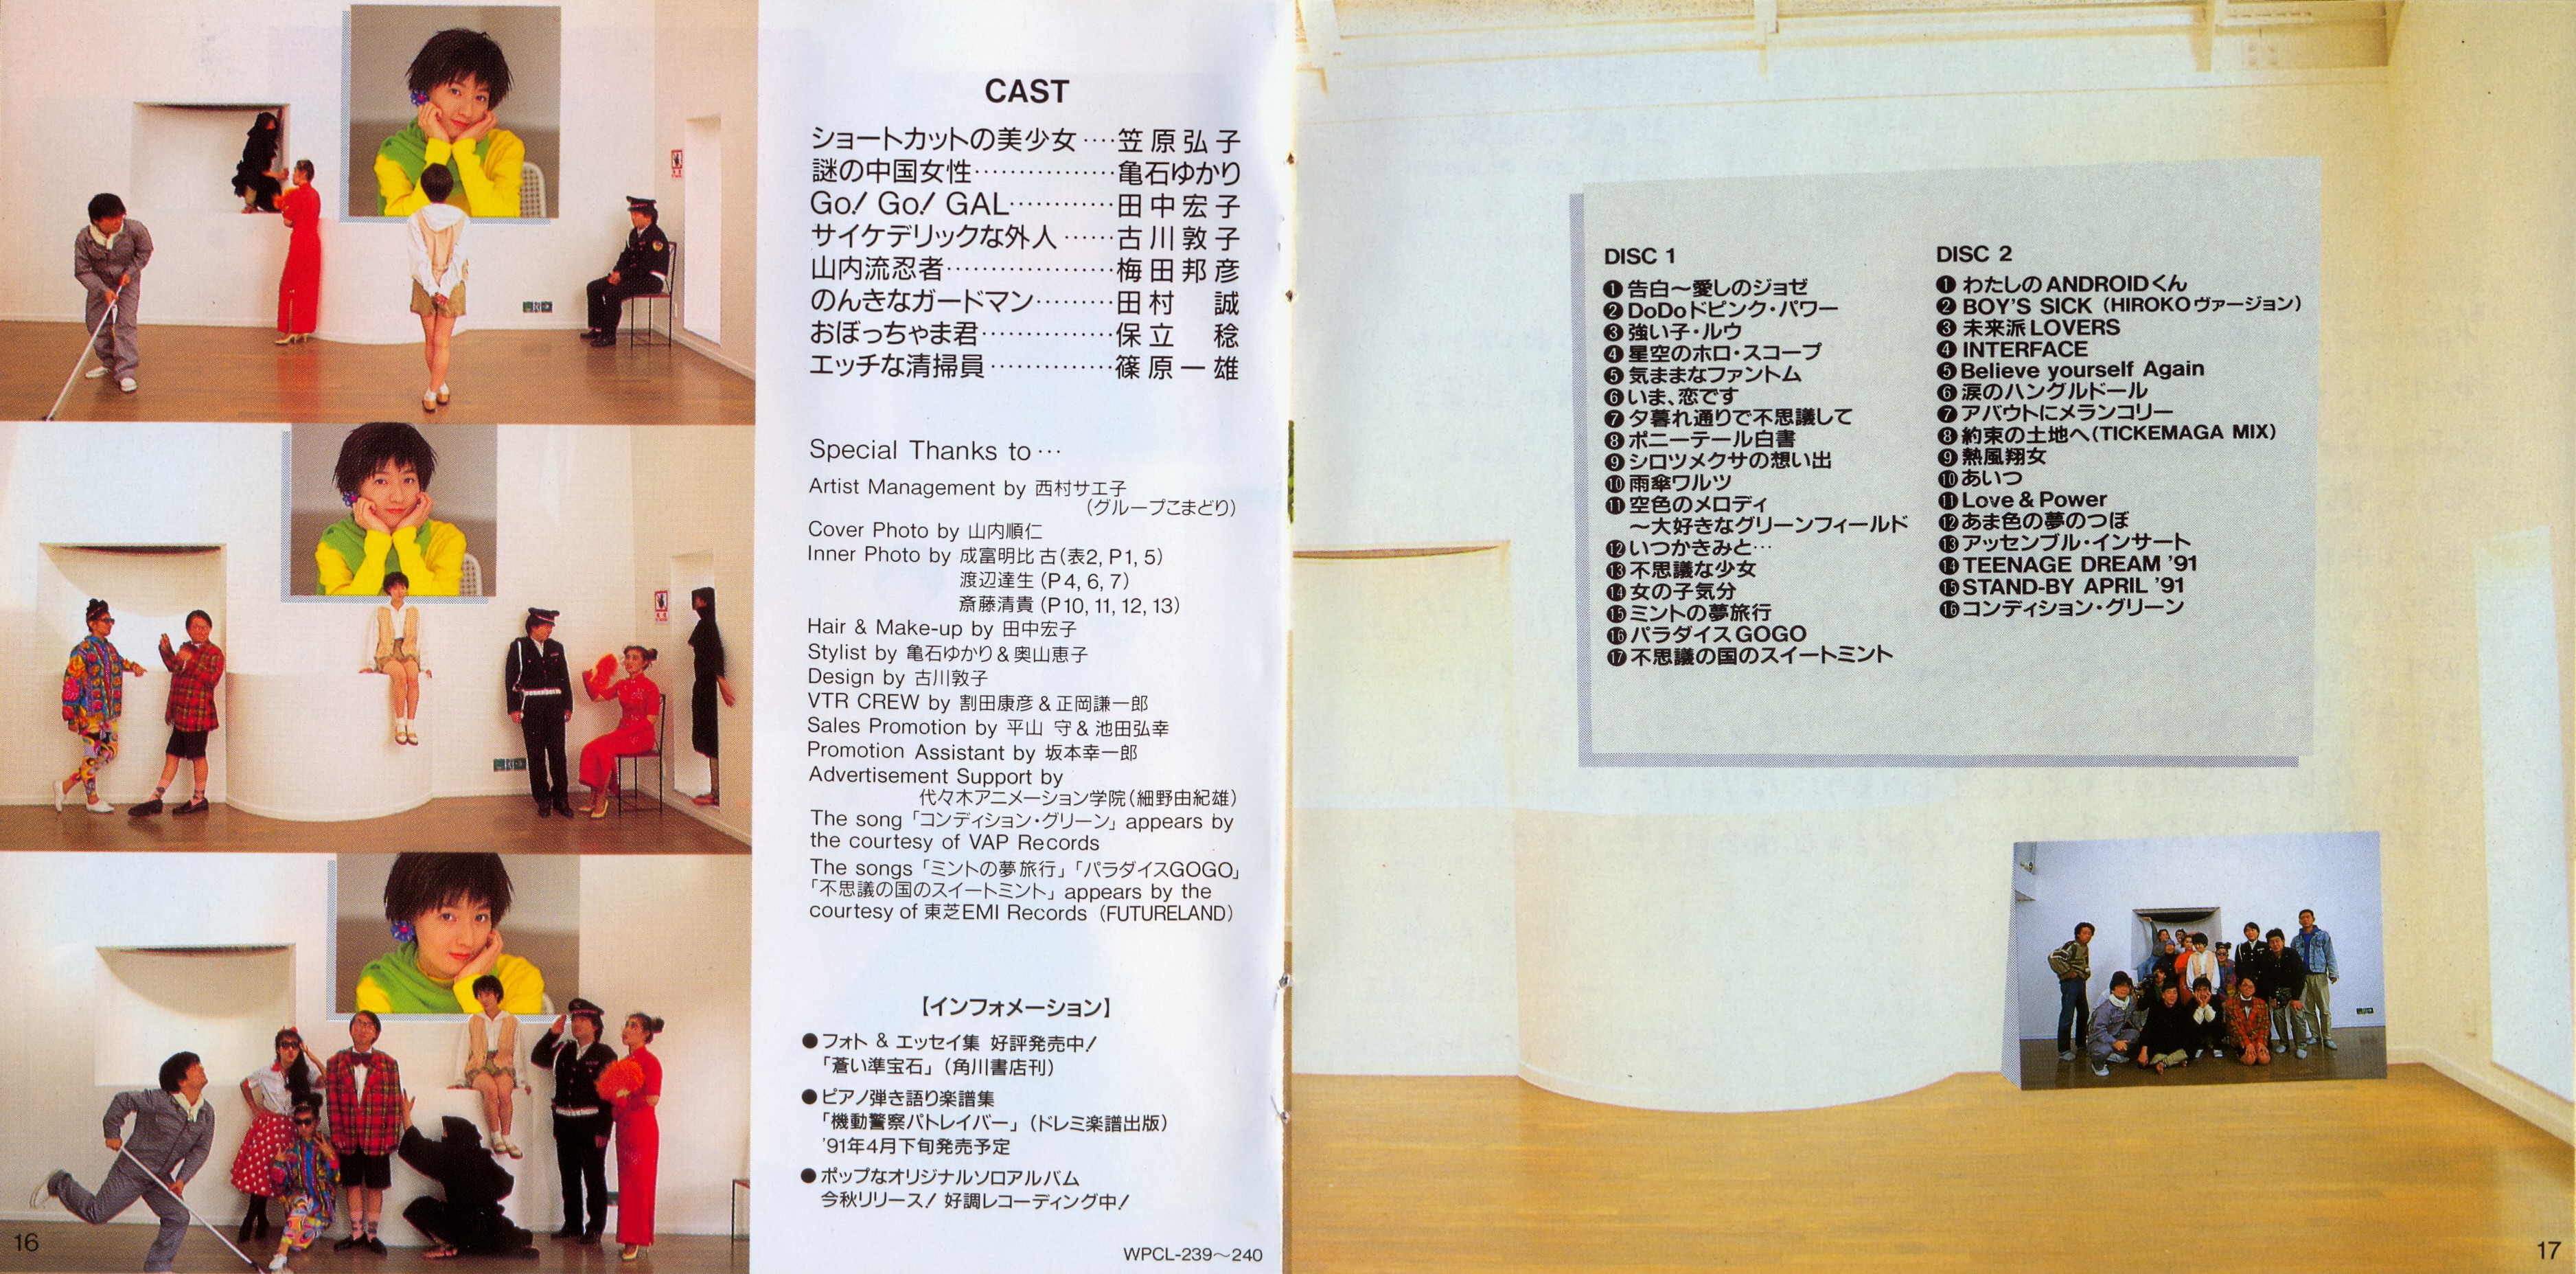 CAST
ショートカットの美少女‥‥笠原弘子
謎の中国女性………………亀石ゆかり
Go! Go! GAL…………田中宏子
サイケデリックな外人……古川敦子
山内流忍者…………………梅田邦彦
のんきなガードマン………田村 誠
おぼっちゃま君……………保立 稔
エッチな清掃員……………篠原一雄
Special Thanks to…
Artist Management by 西村サエ子
(グループこまどり)
Cover Photo by 山内順仁
Inner Photo by 成富明比古(表2, P1, 5)
渡辺達生(P4, 6, 7)
斎藤清貴(P10, 11, 12, 13)
Hair & Make-up by 田中宏子
Stylist by 亀石ゆかり&奥山恵子
Design by 古川敦子
VTR CREW by 割田康彦&正岡謙一郎
Sales Promotion by 平山 守&池田弘幸
Promotion Assistant by 坂本幸一郎
Advertisement Support by
代々木アニメーション学院(細野由紀雄)
The song「コンディション・グリーン」appears by
the courtesy of VAP Records
The songs「ミントの夢旅行」「パラダイスGOGO」
「不思議の国のスイートミント」appears by the
courtesy of 東芝EMI Records (FUTURELAND)
【インフォメーション】
●フォト & エッセイ集 好評発売中!
「蒼い準宝石」(角川書店刊)
●ピアノ弾き語り楽譜集
「機動警察パトレイバー」(ドレミ楽譜出版)
'91年4月下旬発売予定
●ポップなオリジナルソロアルバム
今秋リリース! 好調レコーディング中!
WPCL-239〜240
16
DISC 1
❶告白〜愛しのジョゼ
❷DoDoドピンク・パワー
❸強い子・ルウ
❹星空のホロ・スコープ
❺気ままなファントム
❻いま、恋です
❼夕暮れ通りで不思議して
❽ポニーテール白書
❾シロツメクサの想い出
❿雨傘ワルツ
⓫空色のメロディ
〜大好きなグリーンフィールド
⓬いつかきみと…
⓭不思議な少女
⓮女の子気分
⓯ミントの夢旅行
⓰パラダイスGOGO
⓱不思議の国のスイートミント
DISC 2
❶わたしのANDROIDくん
❷BOY'S SICK (HIROKOヴァージョン)
❸未来派LOVERS
❹INTERFACE
❺Believe yourself Again
❻涙のハングルドール
❼アバウトにメランコリー
❽約束の土地へ(TICKEMAGA MIX)
❾熱風翔女
❿あいつ
⓫Love & Power
⓬あま色の夢のつぼ
⓭アッセンブル・インサート
⓮TEENAGE DREAM '91
⓯STAND-BY APRIL '91
⓰コンディション・グリーン
17